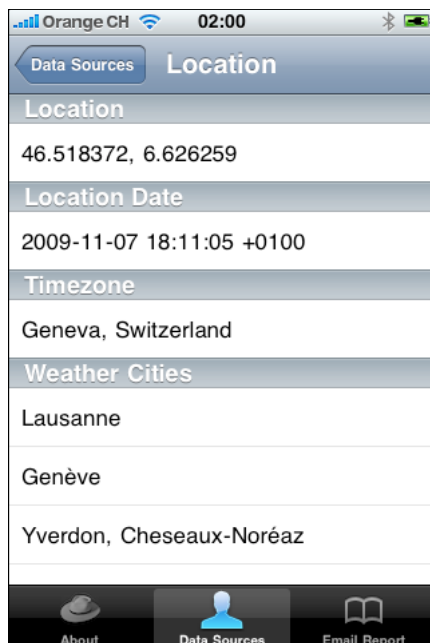 Orange CH 02:00
Data Sources Location
Location
46.518372, 6.626259
Location Date
2009-11-07 18:11:05 +0100
Timezone
Geneva, Switzerland
Weather Cities
Lausanne
Genève
Yverdon, Cheseaux-Noréaz
About Data Sources Email Report